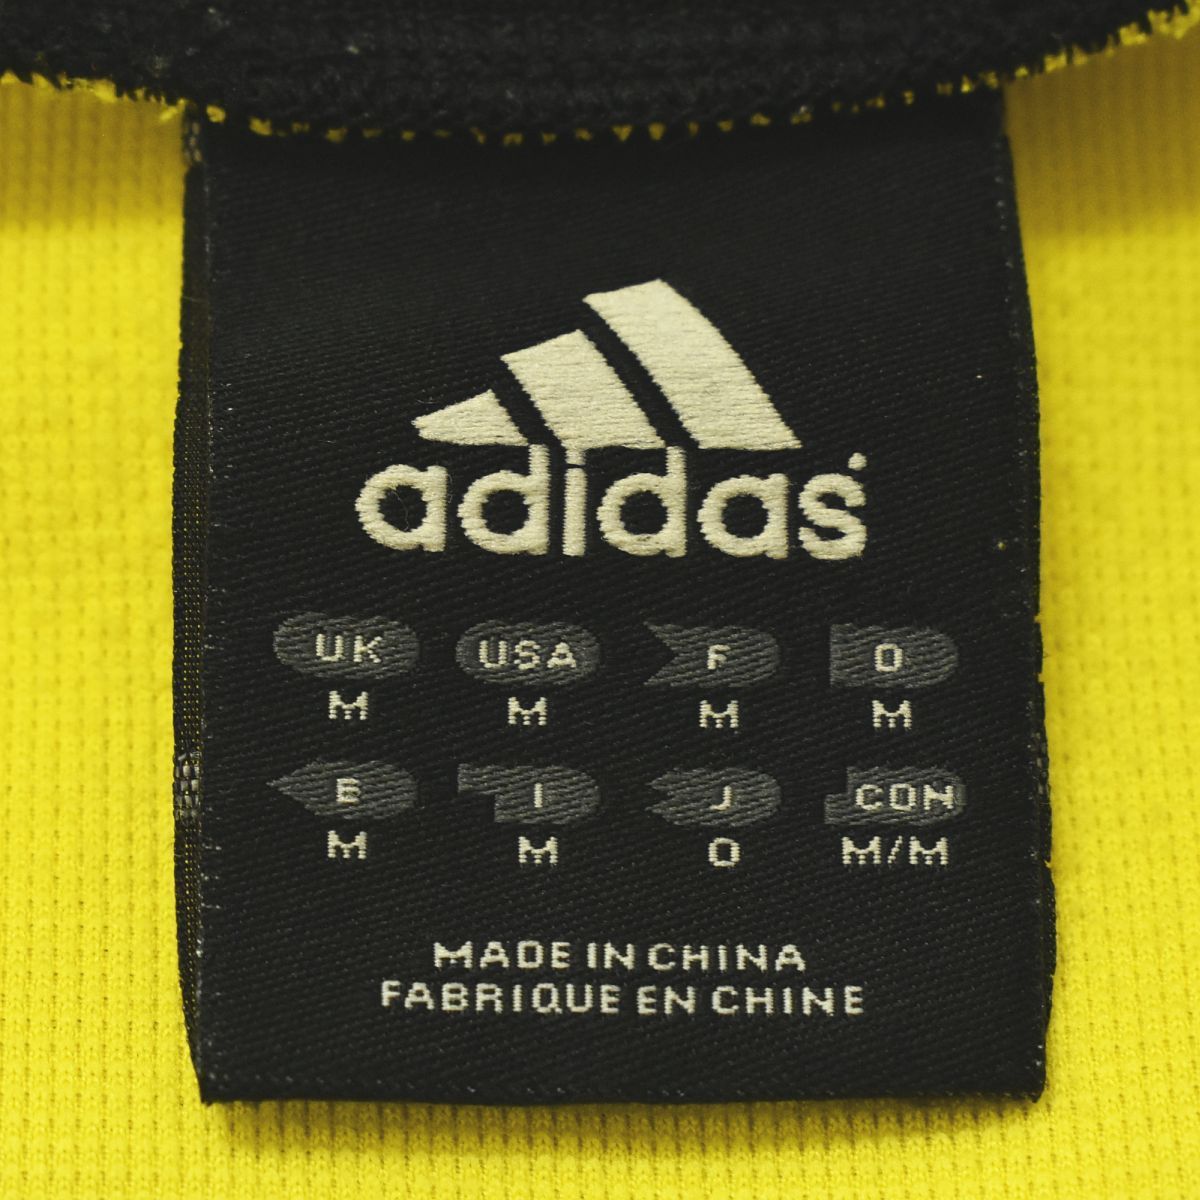 adidas
UK USA F D
M M M M
E I J CON
M M O M/M
MADE IN CHINA
FABRIQUE EN CHINE